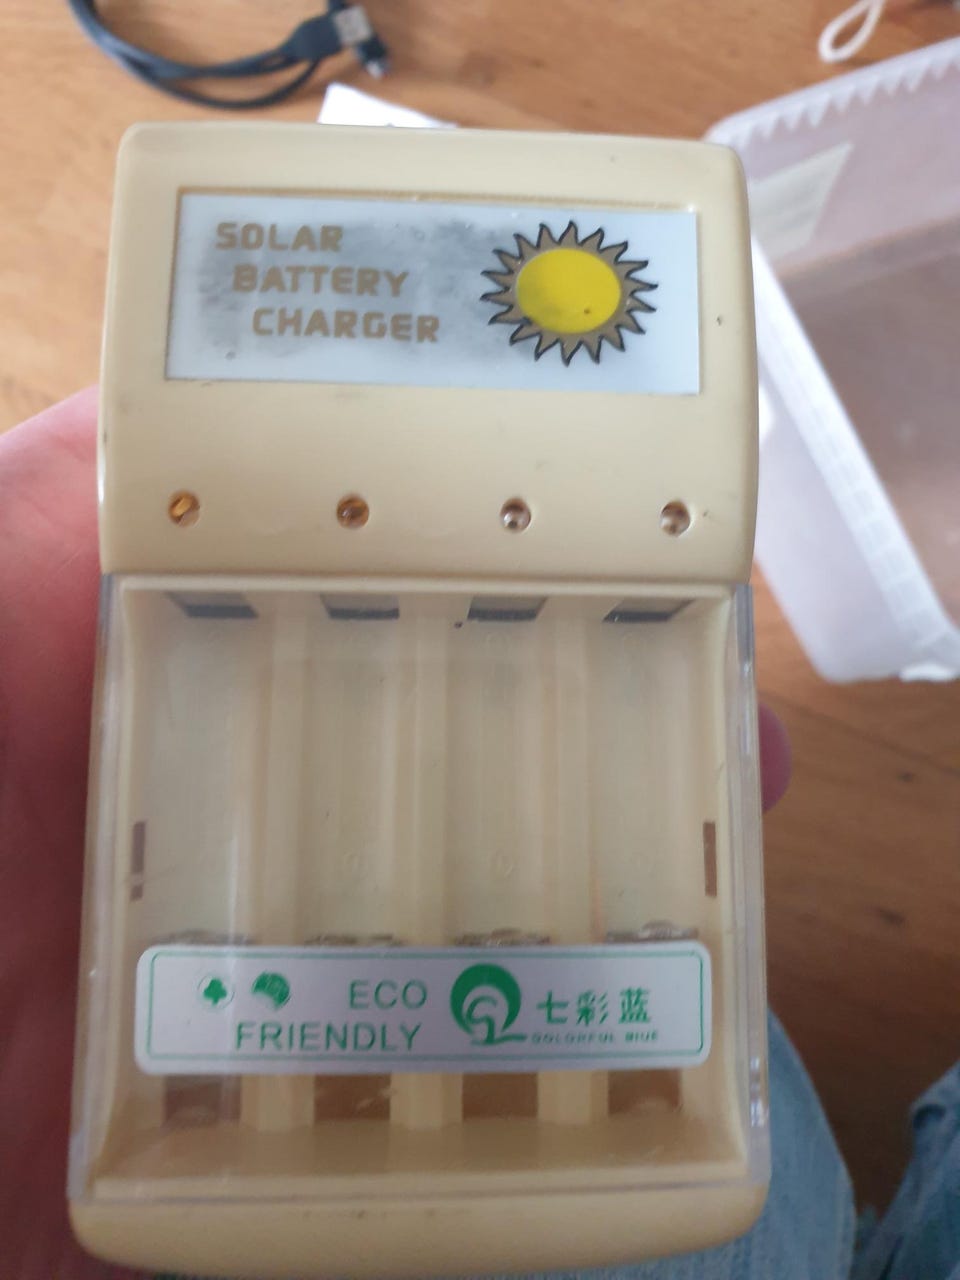 SOLAR
BATTERY
CHARGER
ECO
FRIENDLY
七彩蓝
COLORFUL BLUE